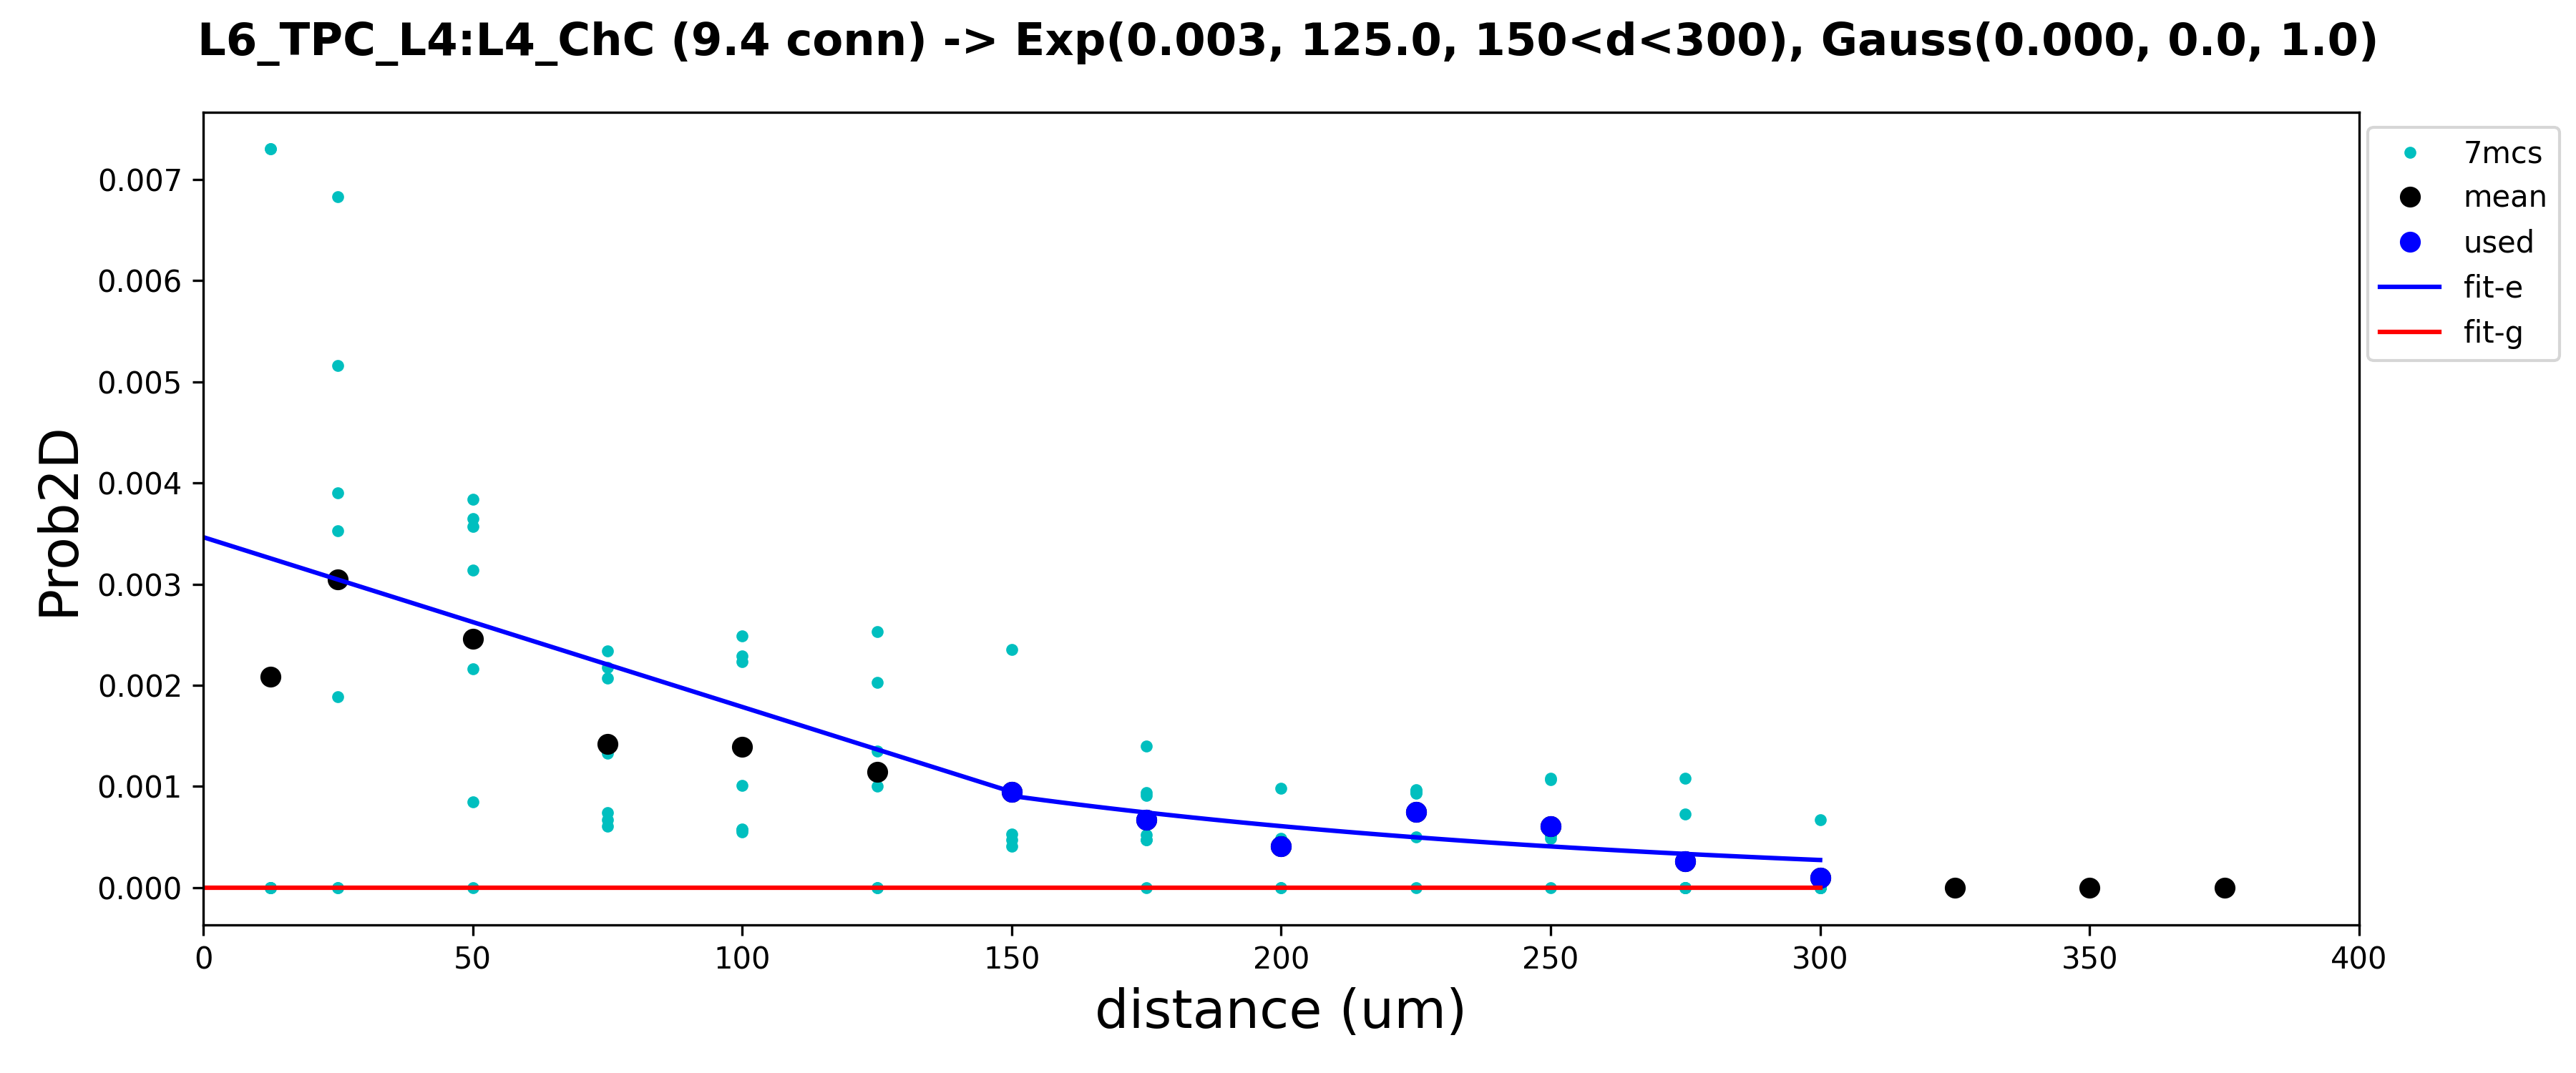 L6_TPC_L4:L4_ChC (9.4 conn) -> Exp(0.003, 125.0, 150<d<300), Gauss(0.000, 0.0, 1.0)
7mcs
mean
used
fit-e
fit-g
0.007
0.006
0.005
0.004
0.003
0.002
0.001
0.000
Prob2D
0 50 100 150 200 250 300 350 400
distance (um)